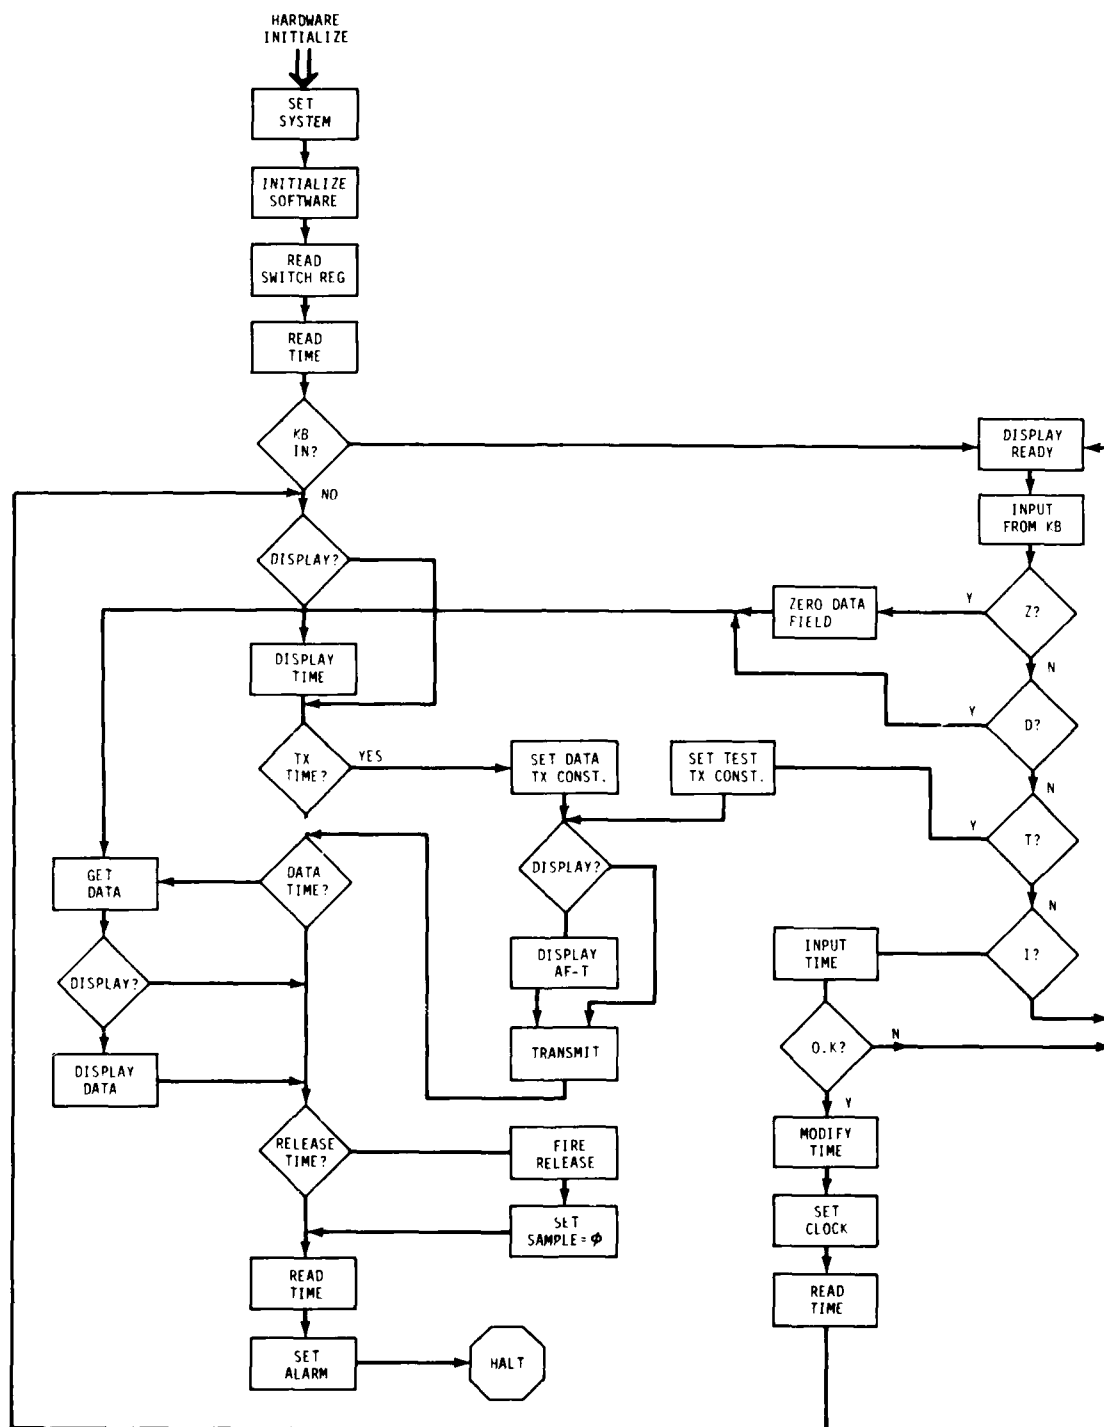 HARDWARE
INITIALIZE
SET
SYSTEM
INITIALIZE
SOFTWARE
READ
SWITCH REG
READ
TIME
KB
IN?
NO
DISPLAY
READY
INPUT
FROM KB
DISPLAY?
Z?
Y
N
ZERO DATA
FIELD
DISPLAY
TIME
D?
Y
N
TX
TIME?
YES
SET DATA
TX CONST.
SET TEST
TX CONST.
T?
Y
N
GET
DATA
DATA
TIME?
DISPLAY?
DISPLAY
AF-T
INPUT
TIME
I?
DISPLAY?
TRANSMIT
O.K?
N
Y
DISPLAY
DATA
RELEASE
TIME?
FIRE
RELEASE
MODIFY
TIME
SET
SAMPLE=ϕ
SET
CLOCK
READ
TIME
READ
TIME
SET
ALARM
HALT